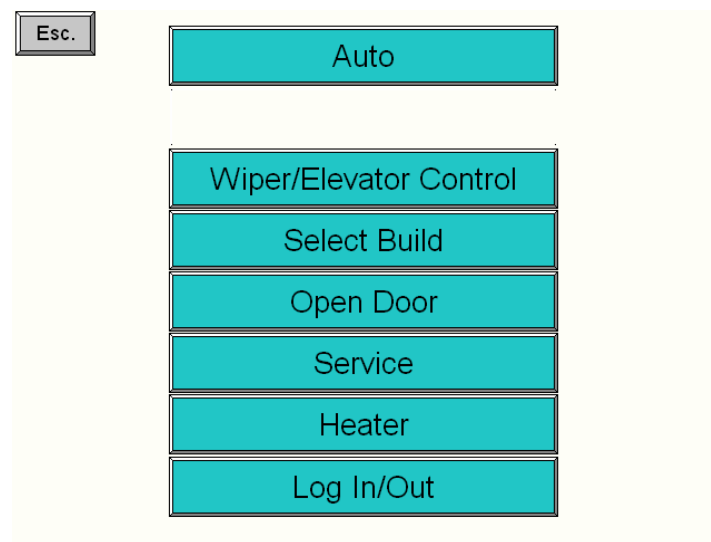 Esc.
Auto
Wiper/Elevator Control
Select Build
Open Door
Service
Heater
Log In/Out